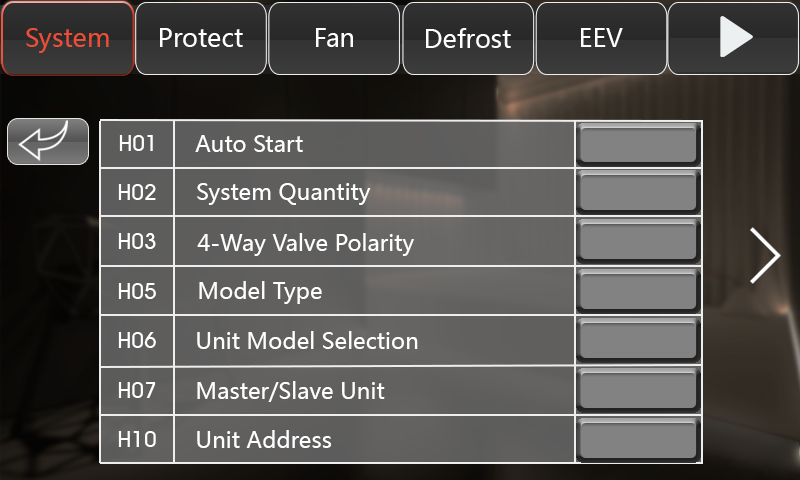 System Protect Fan Defrost EEV
H01 Auto Start
H02 System Quantity
H03 4-Way Valve Polarity
H05 Model Type
H06 Unit Model Selection
H07 Master/Slave Unit
H10 Unit Address